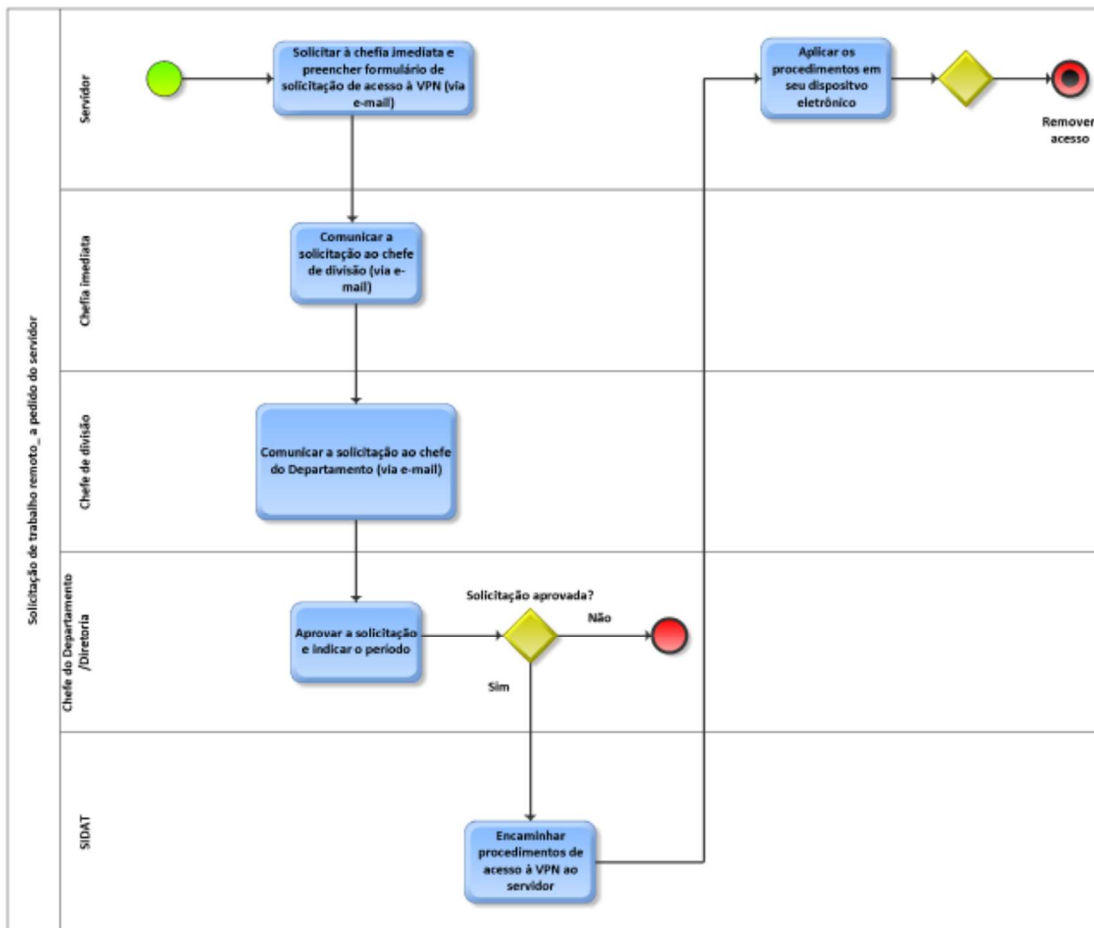 Solicitação de trabalho remoto_ a pedido do servidor
Servidor
Solicitar à chefia imediata e
preencher formulário de
solicitação de acesso à VPN (via
e-mail)
Aplicar os
procedimentos em
seu dispositvo
eletrônico
Remover
acesso
Chefia imediata
Comunicar a
solicitação ao chefe
de divisão (via e-
mail)
Chefe de divisão
Comunicar a solicitação ao chefe
do Departamento (via e-mail)
Chefe do Departamento
/Diretoria
Aprovar a solicitação
e indicar o período
Solicitação aprovada?
Não
Sim
SIDAT
Encaminhar
procedimentos de
acesso à VPN ao
servidor